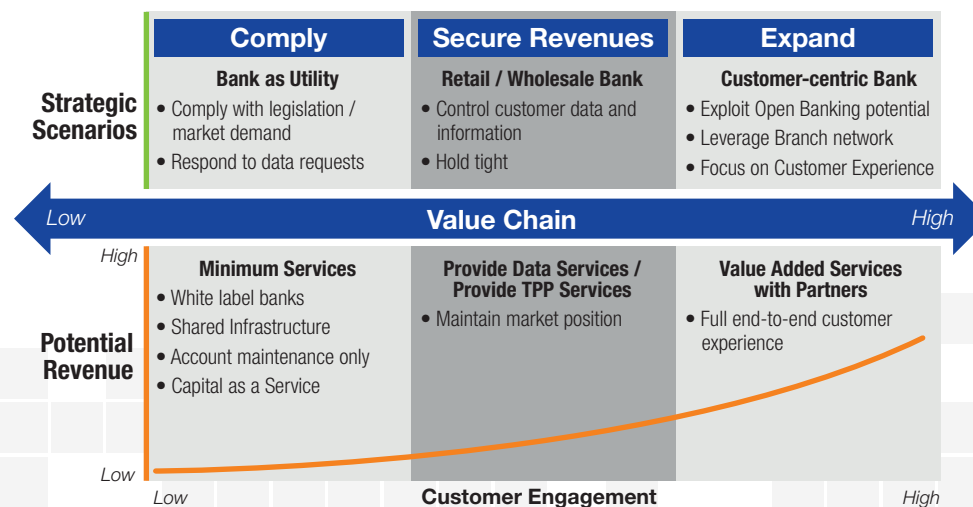 Comply
Secure Revenues
Expand
Strategic
Scenarios
Bank as Utility
• Comply with legislation /
market demand
• Respond to data requests
Retail / Wholesale Bank
• Control customer data and
information
• Hold tight
Customer-centric Bank
• Exploit Open Banking potential
• Leverage Branch network
• Focus on Customer Experience
Low
Value Chain
High
High
Potential
Revenue
Low
Minimum Services
• White label banks
• Shared Infrastructure
• Account maintenance only
• Capital as a Service
Provide Data Services /
Provide TPP Services
• Maintain market position
Value Added Services
with Partners
• Full end-to-end customer
experience
Low
Customer Engagement
High